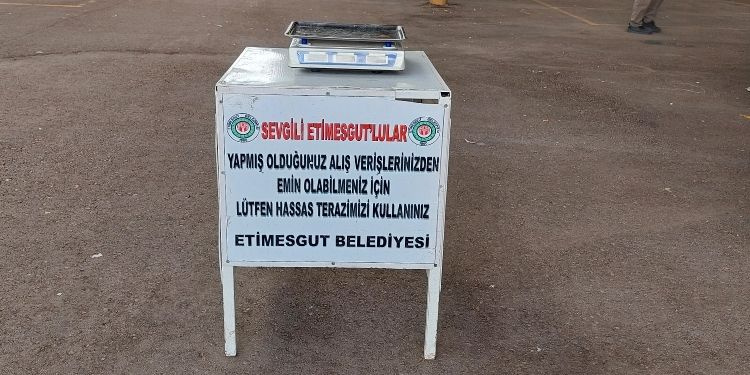 SEVGİLİ ETİMESGUT'LULAR
YAPMIŞ OLDUĞUNUZ ALIŞ VERİŞLERİNİZDEN
EMİN OLABİLMENİZ İÇİN
LÜTFEN HASSAS TERAZİMİZİ KULLANINIZ
ETİMESGUT BELEDİYESİ